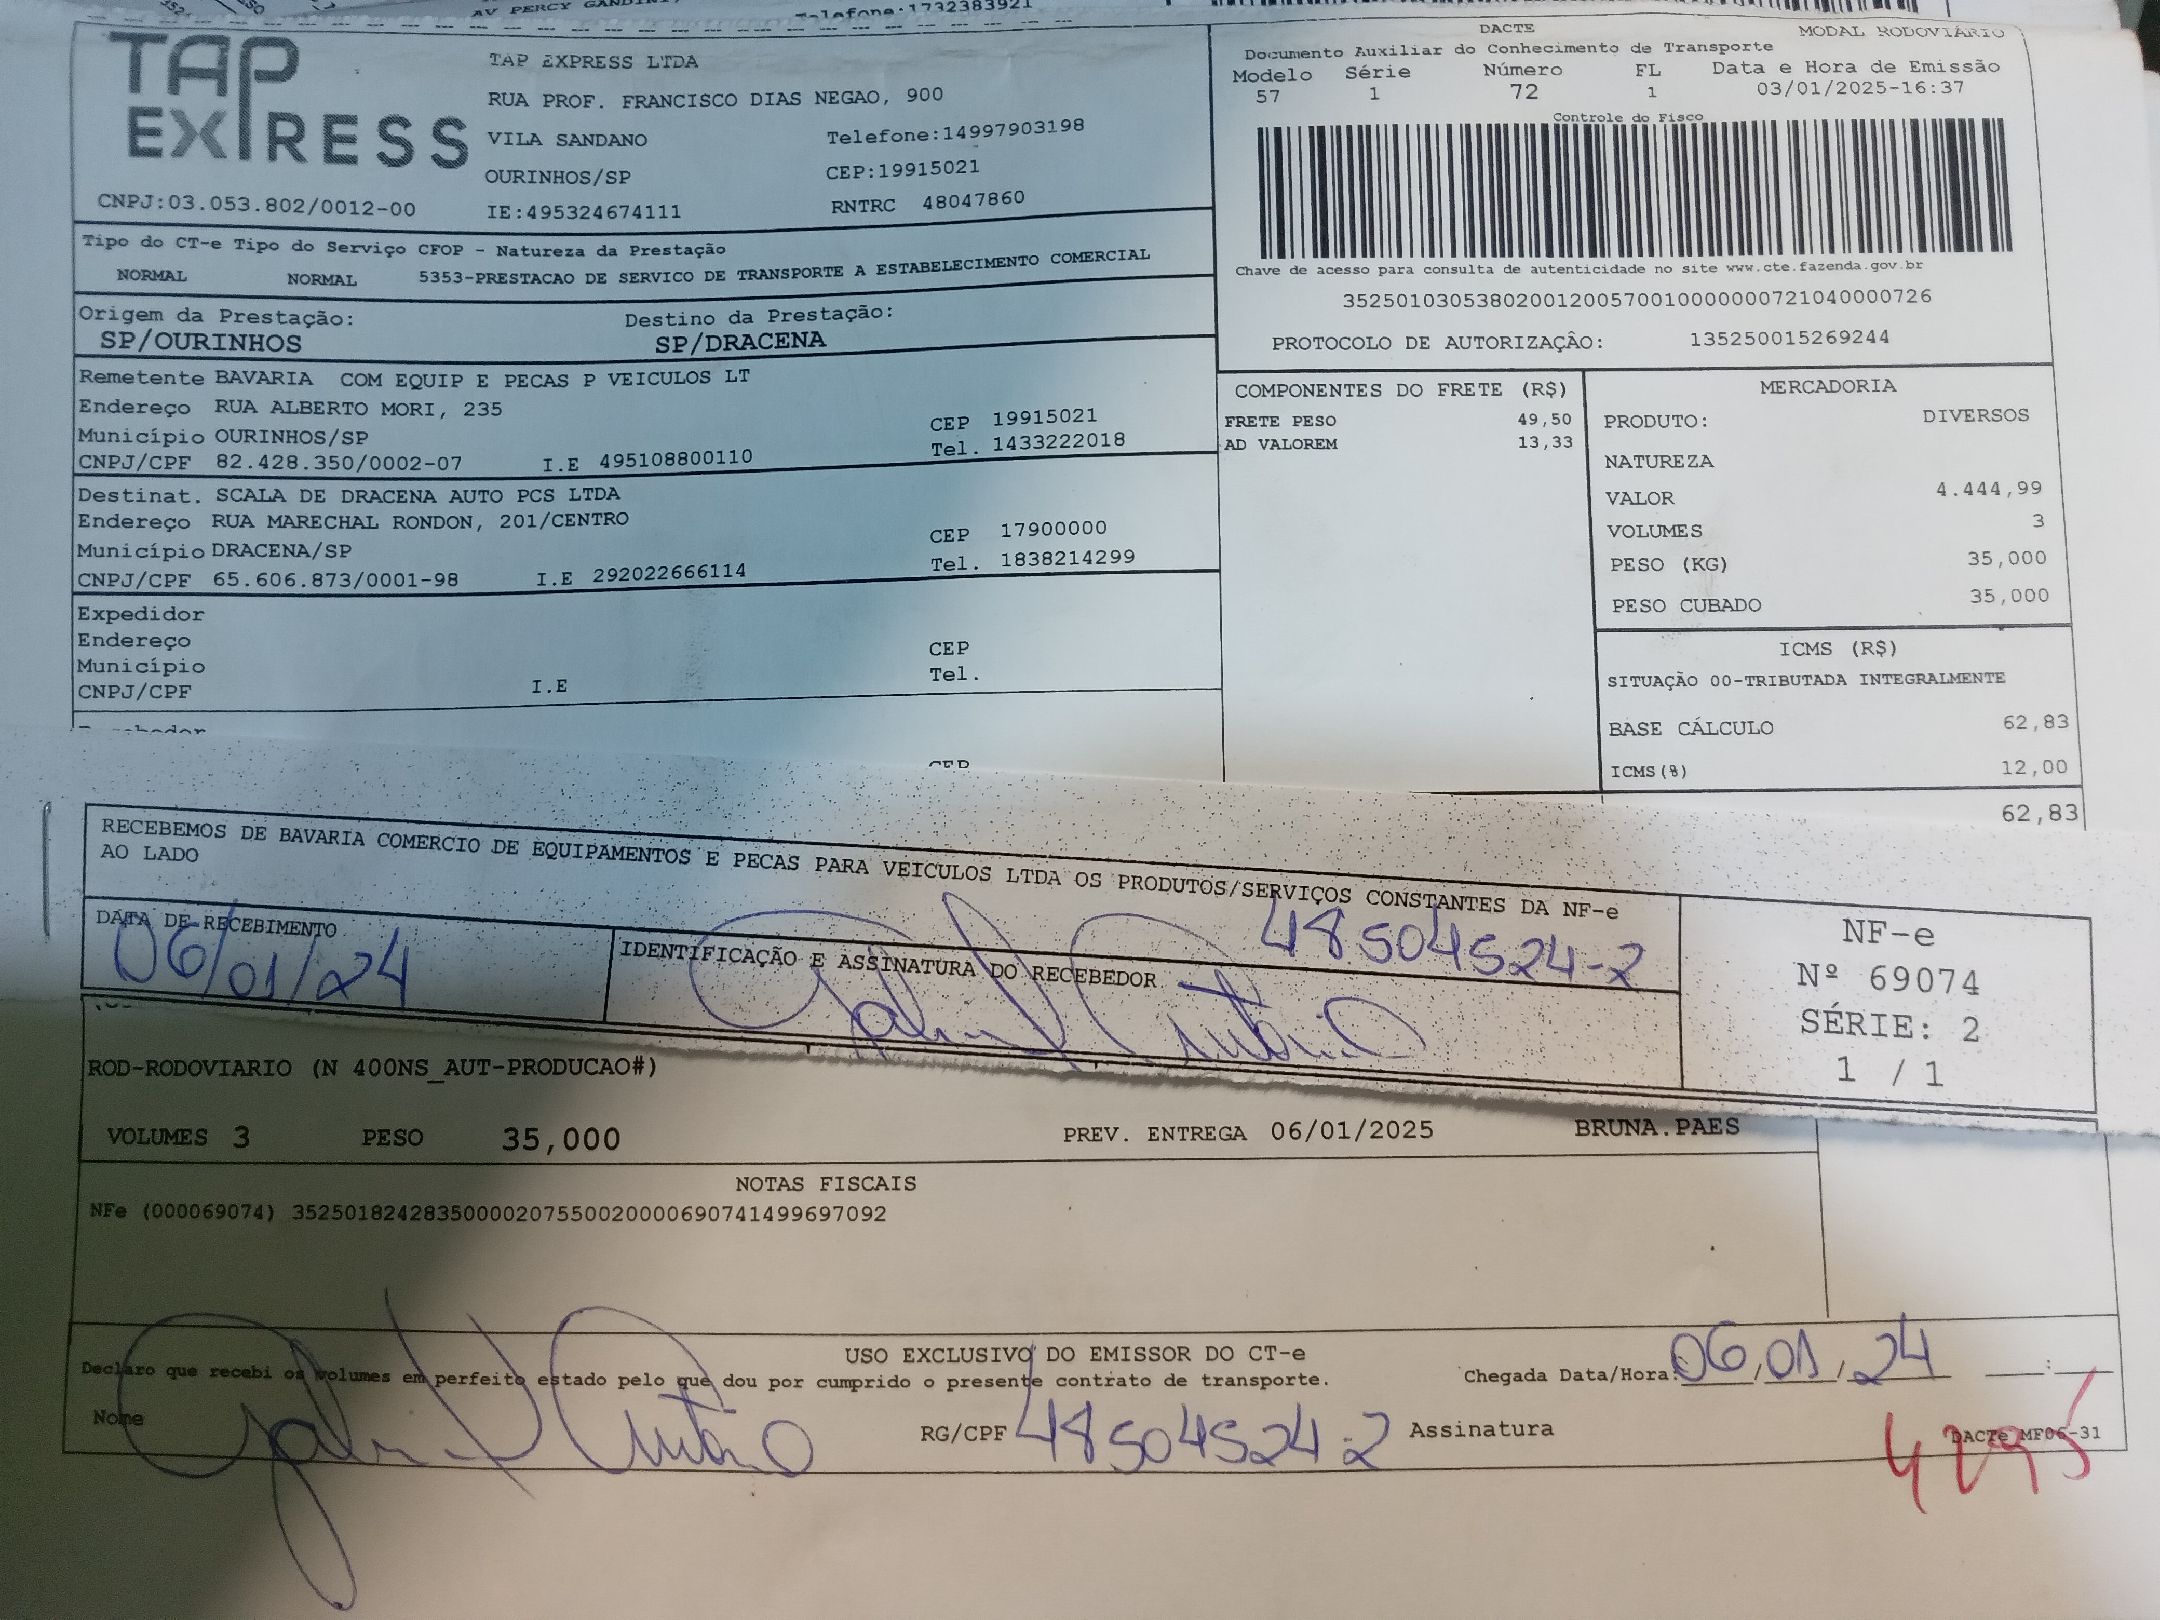 AV PERCY GANDINI,
Telefone:1732383921
TAP
EXPRESS
TAP EXPRESS LTDA
RUA PROF. FRANCISCO DIAS NEGAO, 900
VILA SANDANO Telefone:14997903198
OURINHOS/SP CEP:19915021
CNPJ:03.053.802/0012-00 IE:495324674111 RNTRC 48047860
DACTE MODAL RODOVIARIO
Documento Auxiliar do Conhecimento de Transporte
Modelo Série Número FL Data e Hora de Emissão
57 1 72 1 03/01/2025-16:37
Controle do Fisco
Chave de acesso para consulta de autenticidade no site www.cte.fazenda.gov.br
35250103053802001200570010000000721040000726
PROTOCOLO DE AUTORIZAÇÃO: 135250015269244
Tipo do CT-e Tipo do Serviço CFOP - Natureza da Prestação
NORMAL NORMAL 5353-PRESTACAO DE SERVICO DE TRANSPORTE A ESTABELECIMENTO COMERCIAL
Origem da Prestação: Destino da Prestação:
SP/OURINHOS SP/DRACENA
Remetente BAVARIA COM EQUIP E PECAS P VEICULOS LT
Endereço RUA ALBERTO MORI, 235 CEP 19915021
Município OURINHOS/SP Tel. 1433222018
CNPJ/CPF 82.428.350/0002-07 I.E 495108800110
Destinat. SCALA DE DRACENA AUTO PCS LTDA
Endereço RUA MARECHAL RONDON, 201/CENTRO CEP 17900000
Município DRACENA/SP Tel. 1838214299
CNPJ/CPF 65.606.873/0001-98 I.E 292022666114
Expedidor
Endereço CEP
Município Tel.
CNPJ/CPF I.E
CEP
COMPONENTES DO FRETE (R$)
FRETE PESO 49,50
AD VALOREM 13,33
MERCADORIA
PRODUTO: DIVERSOS
NATUREZA
VALOR 4.444,99
VOLUMES 3
PESO (KG) 35,000
PESO CUBADO 35,000
ICMS (R$)
SITUAÇÃO 00-TRIBUTADA INTEGRALMENTE
BASE CÁLCULO 62,83
ICMS(%) 12,00
62,83
RECEBEMOS DE BAVARIA COMERCIO DE EQUIPAMENTOS E PECAS PARA VEICULOS LTDA OS PRODUTOS/SERVIÇOS CONSTANTES DA NF-e
AO LADO
DATA DE RECEBIMENTO
06/01/24
IDENTIFICAÇÃO E ASSINATURA DO RECEBEDOR
48504524-2
NF-e
Nº 69074
SÉRIE: 2
1 / 1
ROD-RODOVIARIO (N 400NS_AUT-PRODUCAO#)
VOLUMES 3 PESO 35,000 PREV. ENTREGA 06/01/2025 BRUNA.PAES
NOTAS FISCAIS
NFe (000069074) 35250182428350000207550020000690741499697092
USO EXCLUSIVO DO EMISSOR DO CT-e
Declaro que recebi os volumes em perfeito estado pelo que dou por cumprido o presente contrato de transporte. Chegada Data/Hora: 06/01/24 :
Nome RG/CPF 48504524-2 Assinatura
DACTe MF06-31